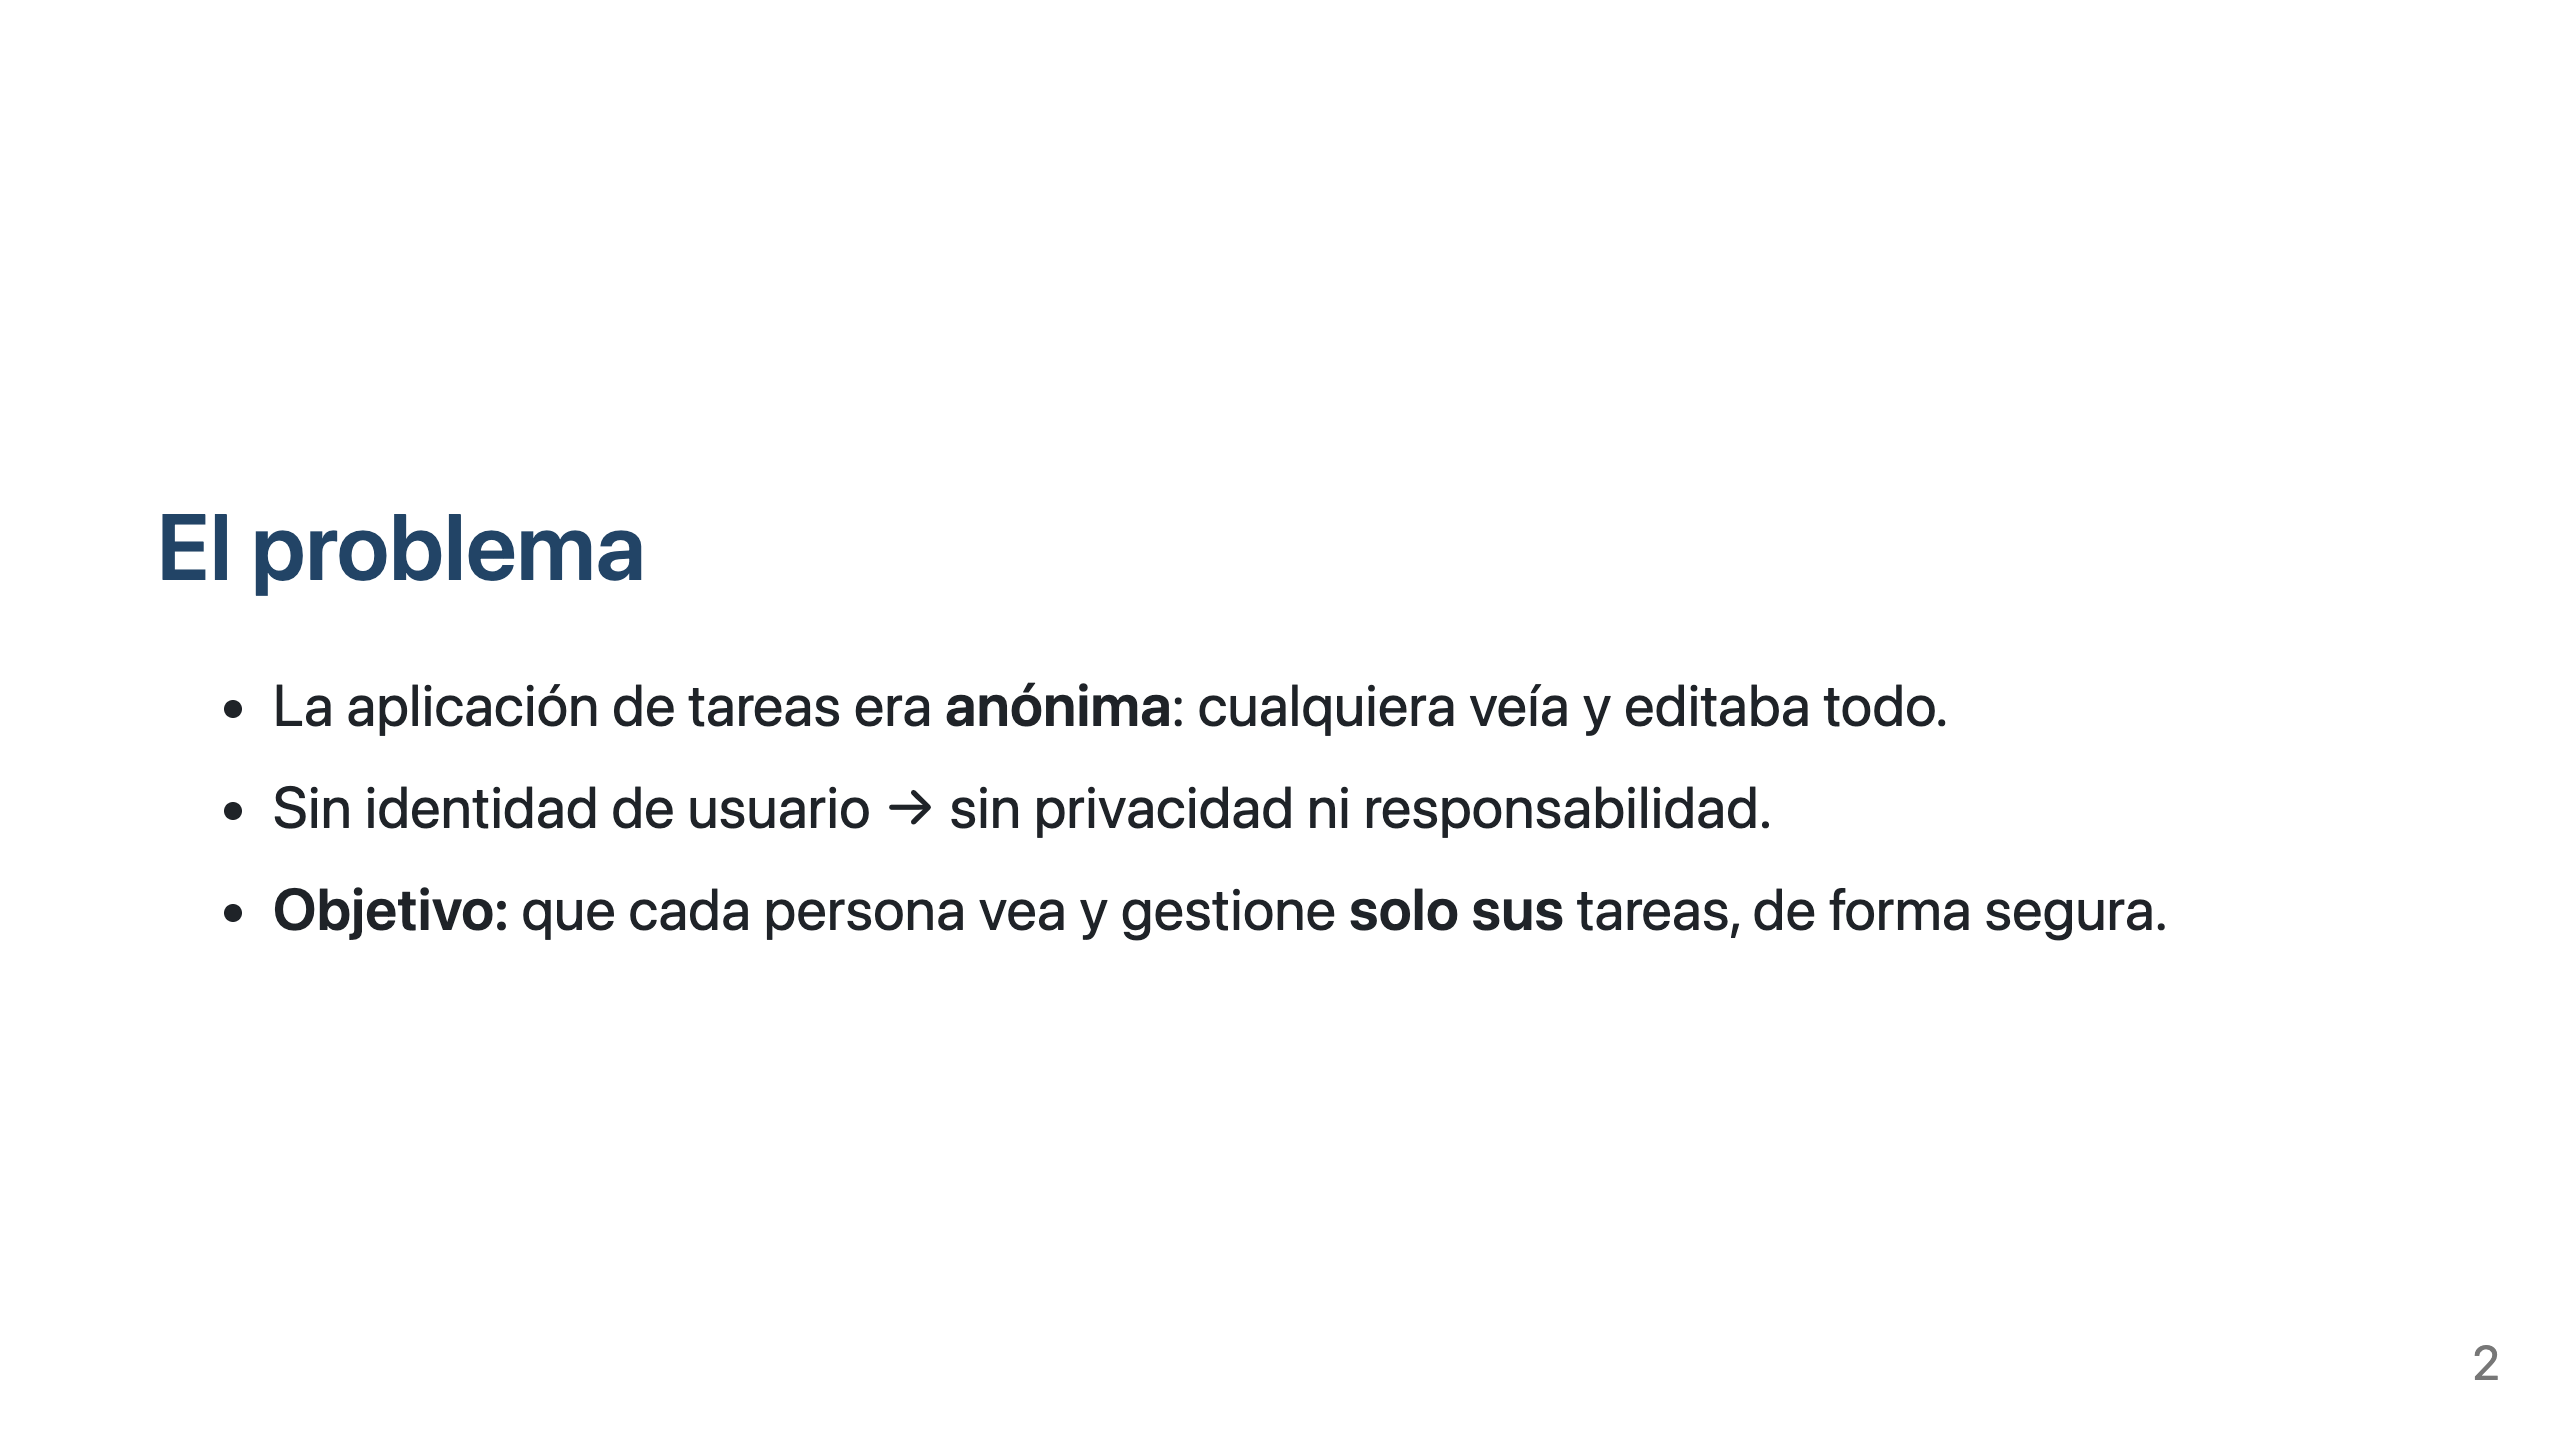 El problema
• La aplicación de tareas era anónima: cualquiera veía y editaba todo.
• Sin identidad de usuario → sin privacidad ni responsabilidad.
• Objetivo: que cada persona vea y gestione solo sus tareas, de forma segura.
2